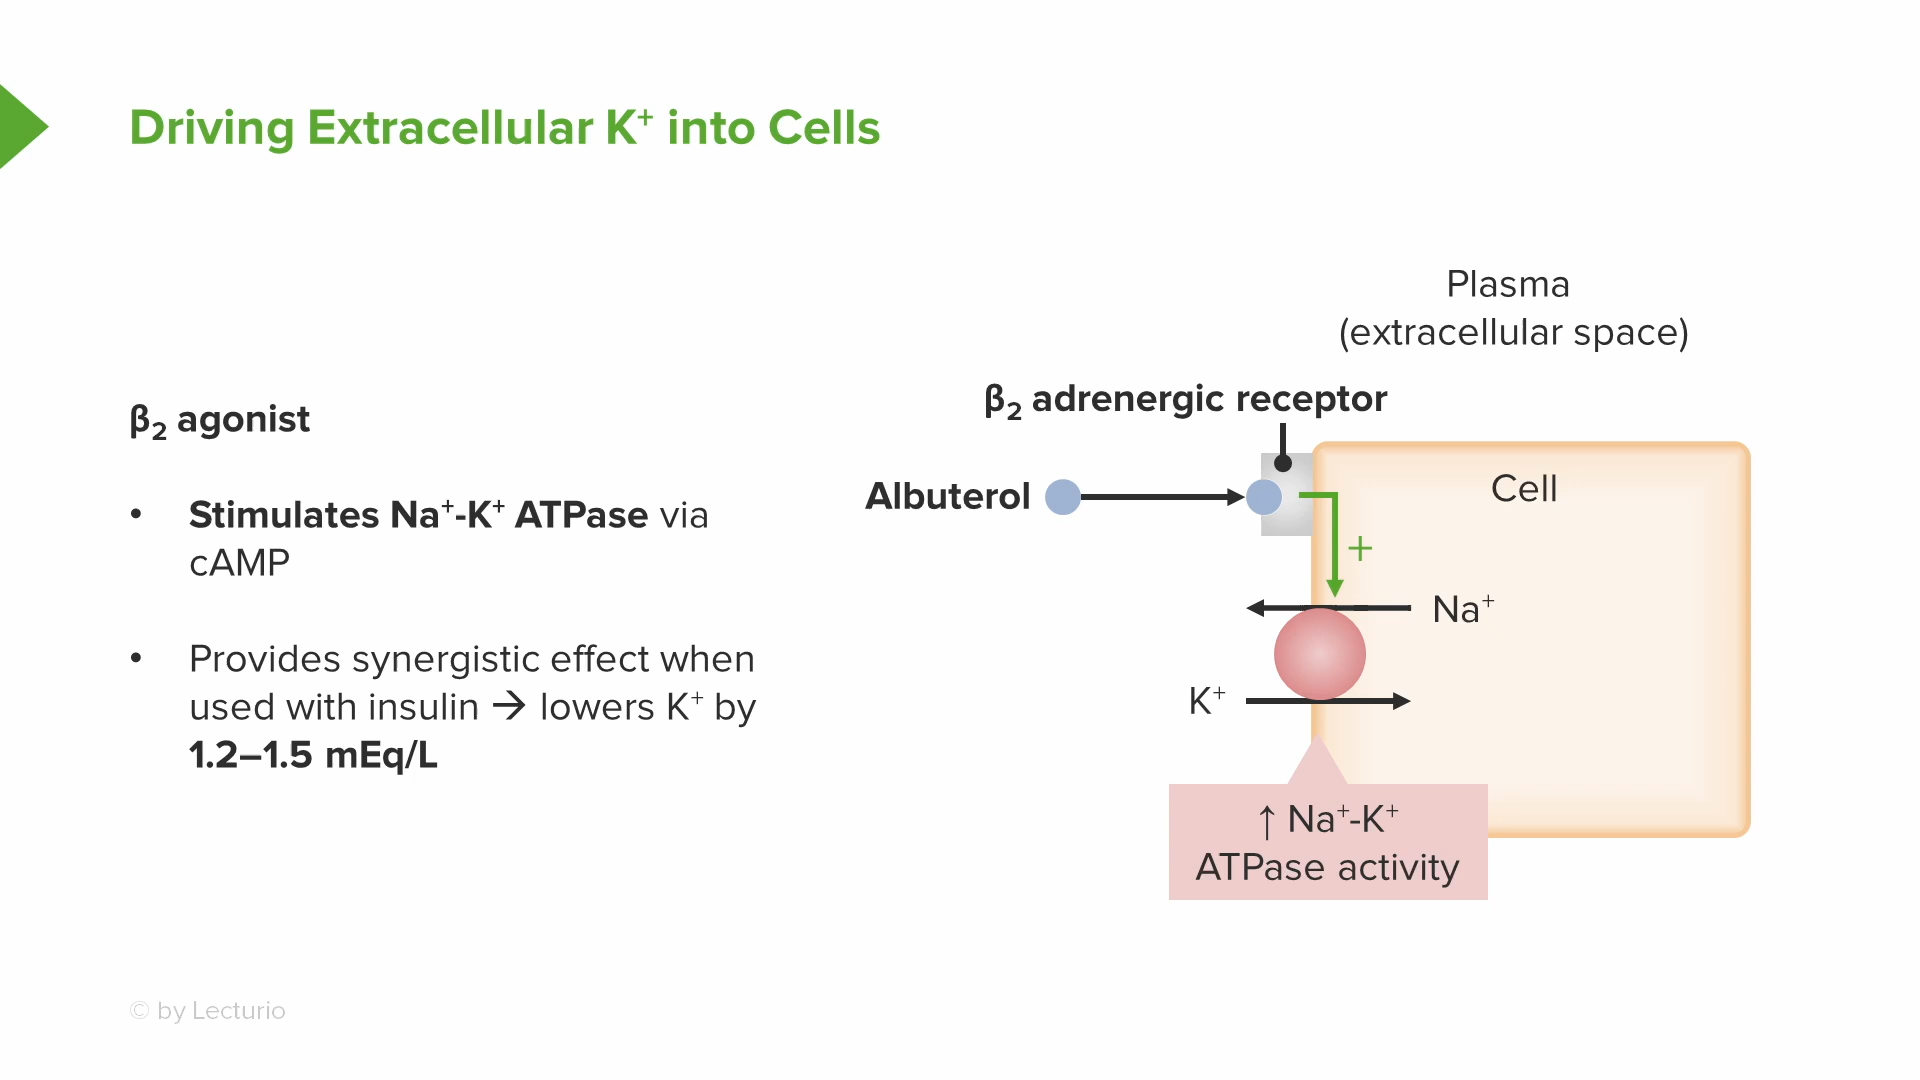 Driving Extracellular K⁺ into Cells
Plasma
(extracellular space)
β₂ adrenergic receptor
β₂ agonist
Albuterol
Cell
• Stimulates Na⁺-K⁺ ATPase via
cAMP
+
Na⁺
• Provides synergistic effect when
used with insulin → lowers K⁺ by
1.2–1.5 mEq/L
K⁺
↑ Na⁺-K⁺
ATPase activity
© by Lecturio